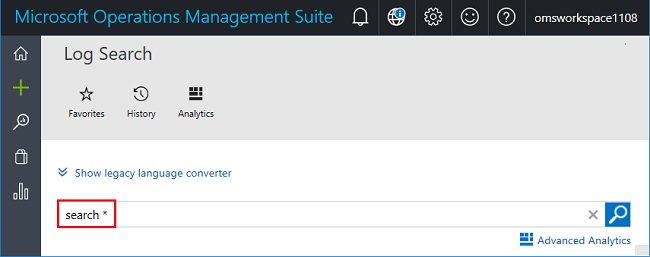 Microsoft Operations Management Suite
omsworkspace1108
Log Search
Favorites History Analytics
Show legacy language converter
search *
Advanced Analytics